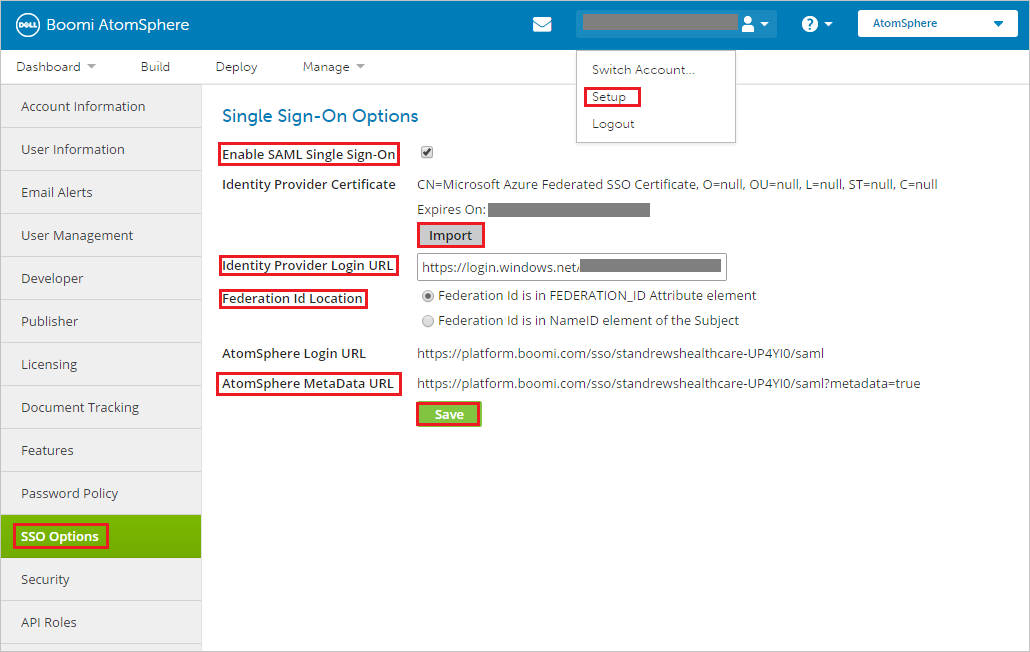 DELL Boomi AtomSphere
AtomSphere
Dashboard Build Deploy Manage
Switch Account...
Setup
Logout
Account Information
User Information
Email Alerts
User Management
Developer
Publisher
Licensing
Document Tracking
Features
Password Policy
SSO Options
Security
API Roles
Single Sign-On Options
Enable SAML Single Sign-On
Identity Provider Certificate CN=Microsoft Azure Federated SSO Certificate, O=null, OU=null, L=null, ST=null, C=null
Expires On:
Import
Identity Provider Login URL https://login.windows.net/
Federation Id Location Federation Id is in FEDERATION_ID Attribute element
Federation Id is in NameID element of the Subject
AtomSphere Login URL https://platform.boomi.com/sso/standrewshealthcare-UP4YI0/saml
AtomSphere MetaData URL https://platform.boomi.com/sso/standrewshealthcare-UP4YI0/saml?metadata=true
Save